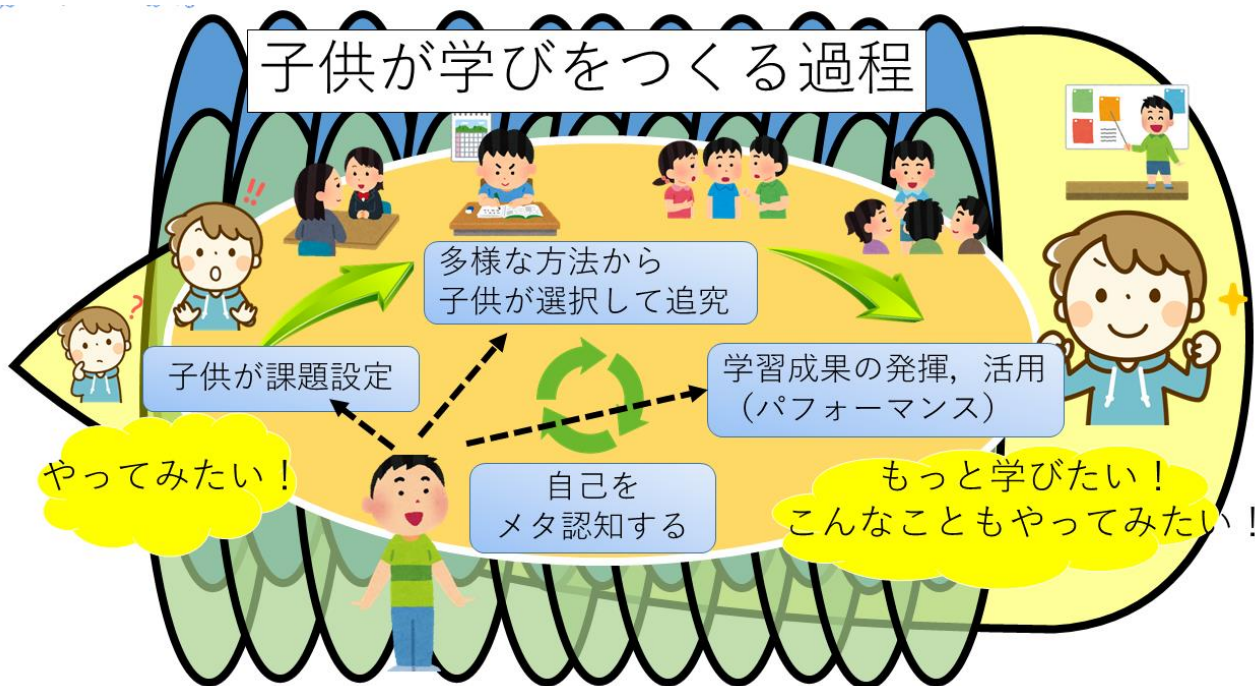 子供が学びをつくる過程
多様な方法から
子供が選択して追究
子供が課題設定
学習成果の発揮，活用
（パフォーマンス）
やってみたい！
自己を
メタ認知する
もっと学びたい！
こんなこともやってみたい！